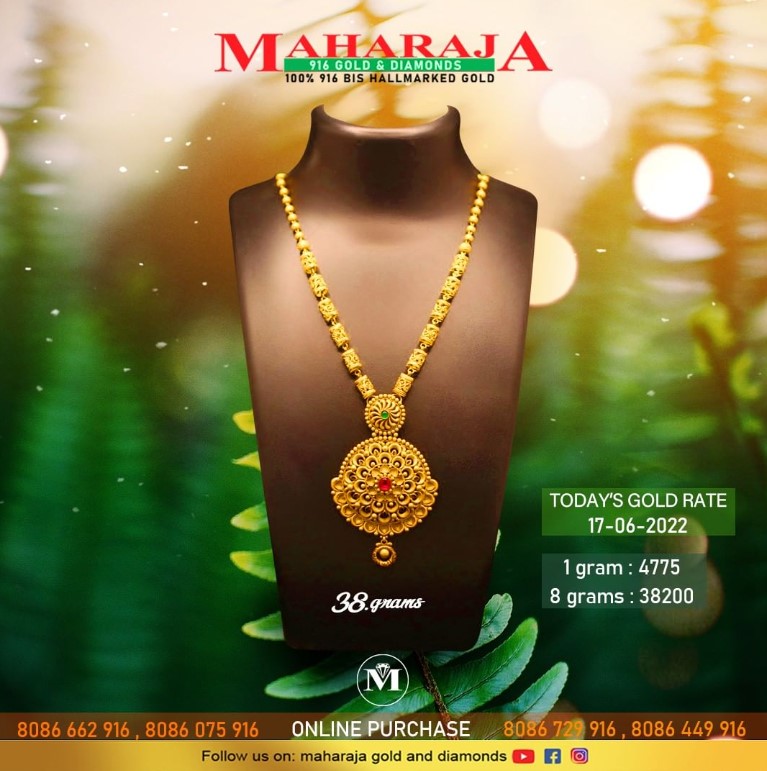 MAHARAJA
916 GOLD & DIAMONDS
100% 916 BIS HALLMARKED GOLD
TODAY'S GOLD RATE
17-06-2022
1 gram : 4775
8 grams : 38200
38.grams
M
8086 662 916 , 8086 075 916 ONLINE PURCHASE 8086 729 916 , 8086 449 916
Follow us on: maharaja gold and diamonds